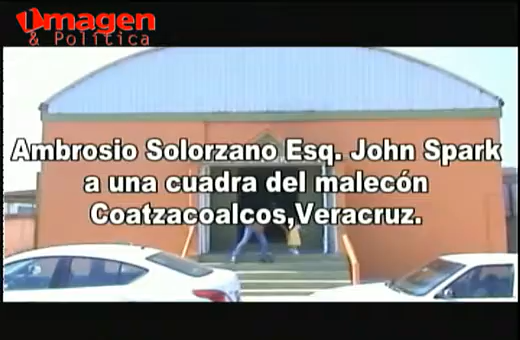 Imagen
& Política
Ambrosio Solorzano Esq. John Spark
a una cuadra del malecón
Coatzacoalcos,Veracruz.